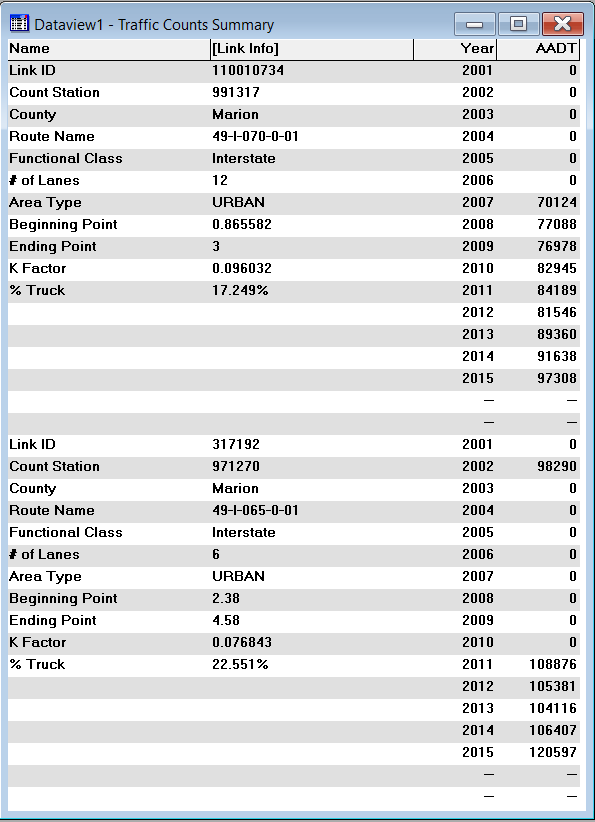 Dataview1 - Traffic Counts Summary
Name [Link Info] Year AADT
Link ID 110010734 2001 0
Count Station 991317 2002 0
County Marion 2003 0
Route Name 49-I-070-0-01 2004 0
Functional Class Interstate 2005 0
# of Lanes 12 2006 0
Area Type URBAN 2007 70124
Beginning Point 0.865582 2008 77088
Ending Point 3 2009 76978
K Factor 0.096032 2010 82945
% Truck 17.249% 2011 84189
2012 81546
2013 89360
2014 91638
2015 97308
-- --
-- --
Link ID 317192 2001 0
Count Station 971270 2002 98290
County Marion 2003 0
Route Name 49-I-065-0-01 2004 0
Functional Class Interstate 2005 0
# of Lanes 6 2006 0
Area Type URBAN 2007 0
Beginning Point 2.38 2008 0
Ending Point 4.58 2009 0
K Factor 0.076843 2010 0
% Truck 22.551% 2011 108876
2012 105381
2013 104116
2014 106407
2015 120597
-- --
-- --